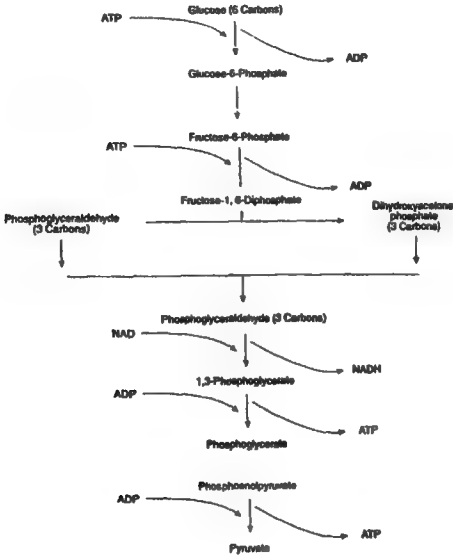 Glucose (6 Carbons)
ATP
ADP
Glucose-6-Phosphate
Fructose-6-Phosphate
ATP
ADP
Fructose-1, 6-Diphosphate
Phosphoglyceraldehyde
(3 Carbons)
Dihydroxyacetone
phosphate
(3 Carbons)
Phosphoglyceraldehyde (3 Carbons)
NAD
NADH
1,3-Phosphoglycerate
ADP
ATP
Phosphoglycerate
Phosphoenolpyruvate
ADP
ATP
Pyruvate